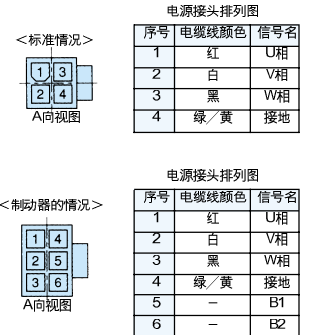 电源接头排列图
<标准情况>
1 3
2 4
A向视图
序号 电缆线颜色 信号名
1 红 U相
2 白 V相
3 黑 W相
4 绿/黄 接地
电源接头排列图
<制动器的情况>
1 4
2 5
3 6
A向视图
序号 电缆线颜色 信号名
1 红 U相
2 白 V相
3 黑 W相
4 绿/黄 接地
5 – B1
6 – B2